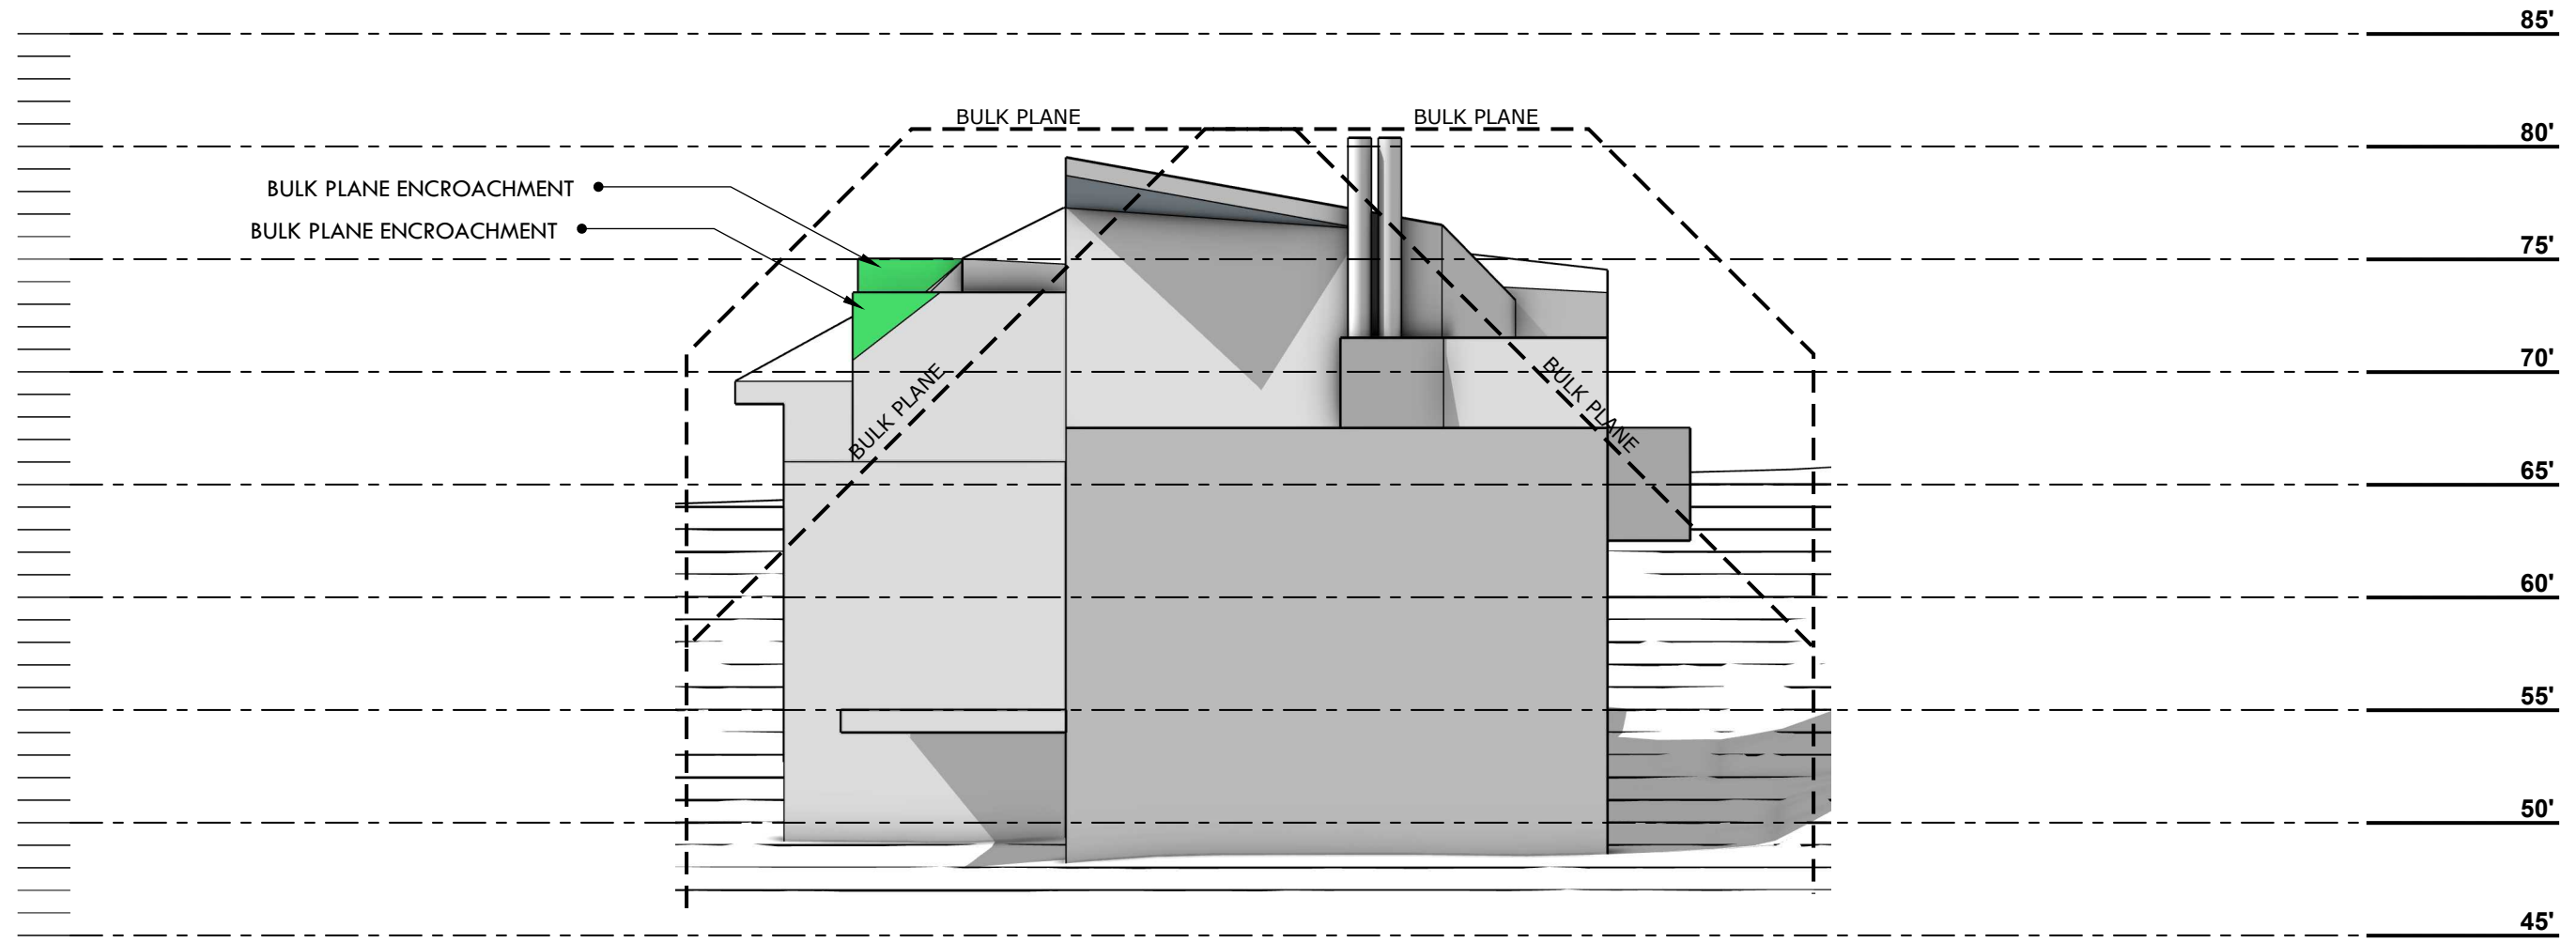 85'
BULK PLANE
BULK PLANE
80'
BULK PLANE ENCROACHMENT
BULK PLANE ENCROACHMENT
75'
BULK PLANE
BULK PLANE
70'
65'
60'
55'
50'
45'